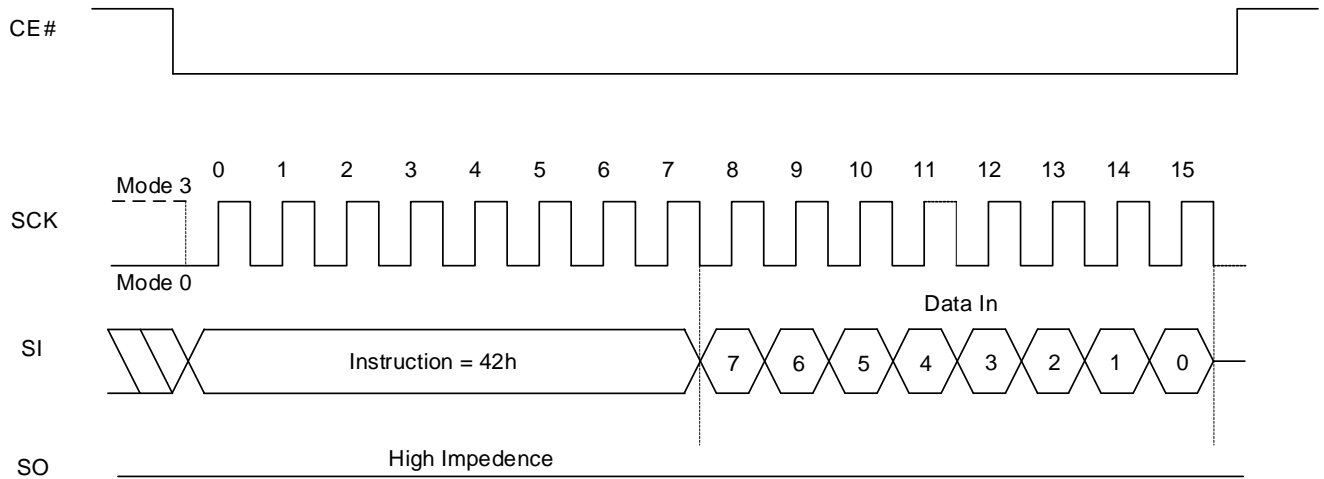 CE#
0 1 2 3 4 5 6 7 8 9 10 11 12 13 14 15
Mode 3
SCK
Mode 0
Data In
SI
Instruction = 42h
7 6 5 4 3 2 1 0
High Impedence
SO